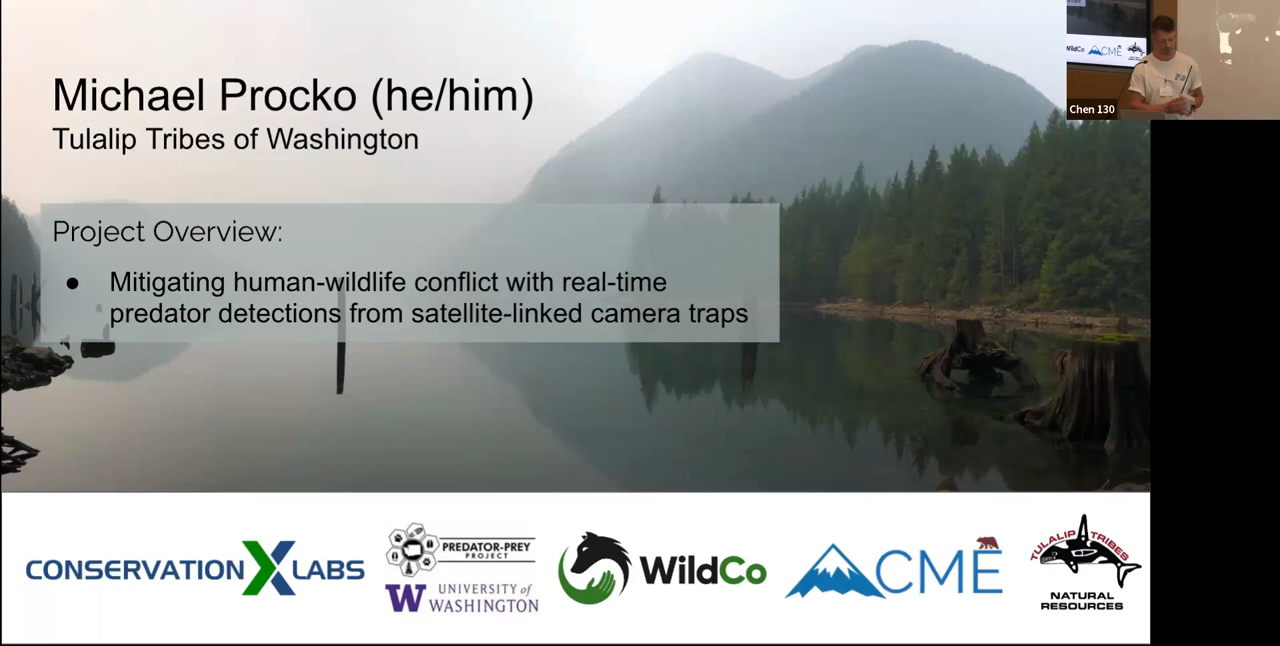 Michael Procko (he/him)
Tulalip Tribes of Washington
Project Overview:
● Mitigating human-wildlife conflict with real-time
predator detections from satellite-linked camera traps
CONSERVATION X LABS
PREDATOR-PREY
PROJECT
W UNIVERSITY of
WASHINGTON
WildCo
CME
TULALIP TRIBES
NATURAL
RESOURCES
WildCo
CME
Chen 130